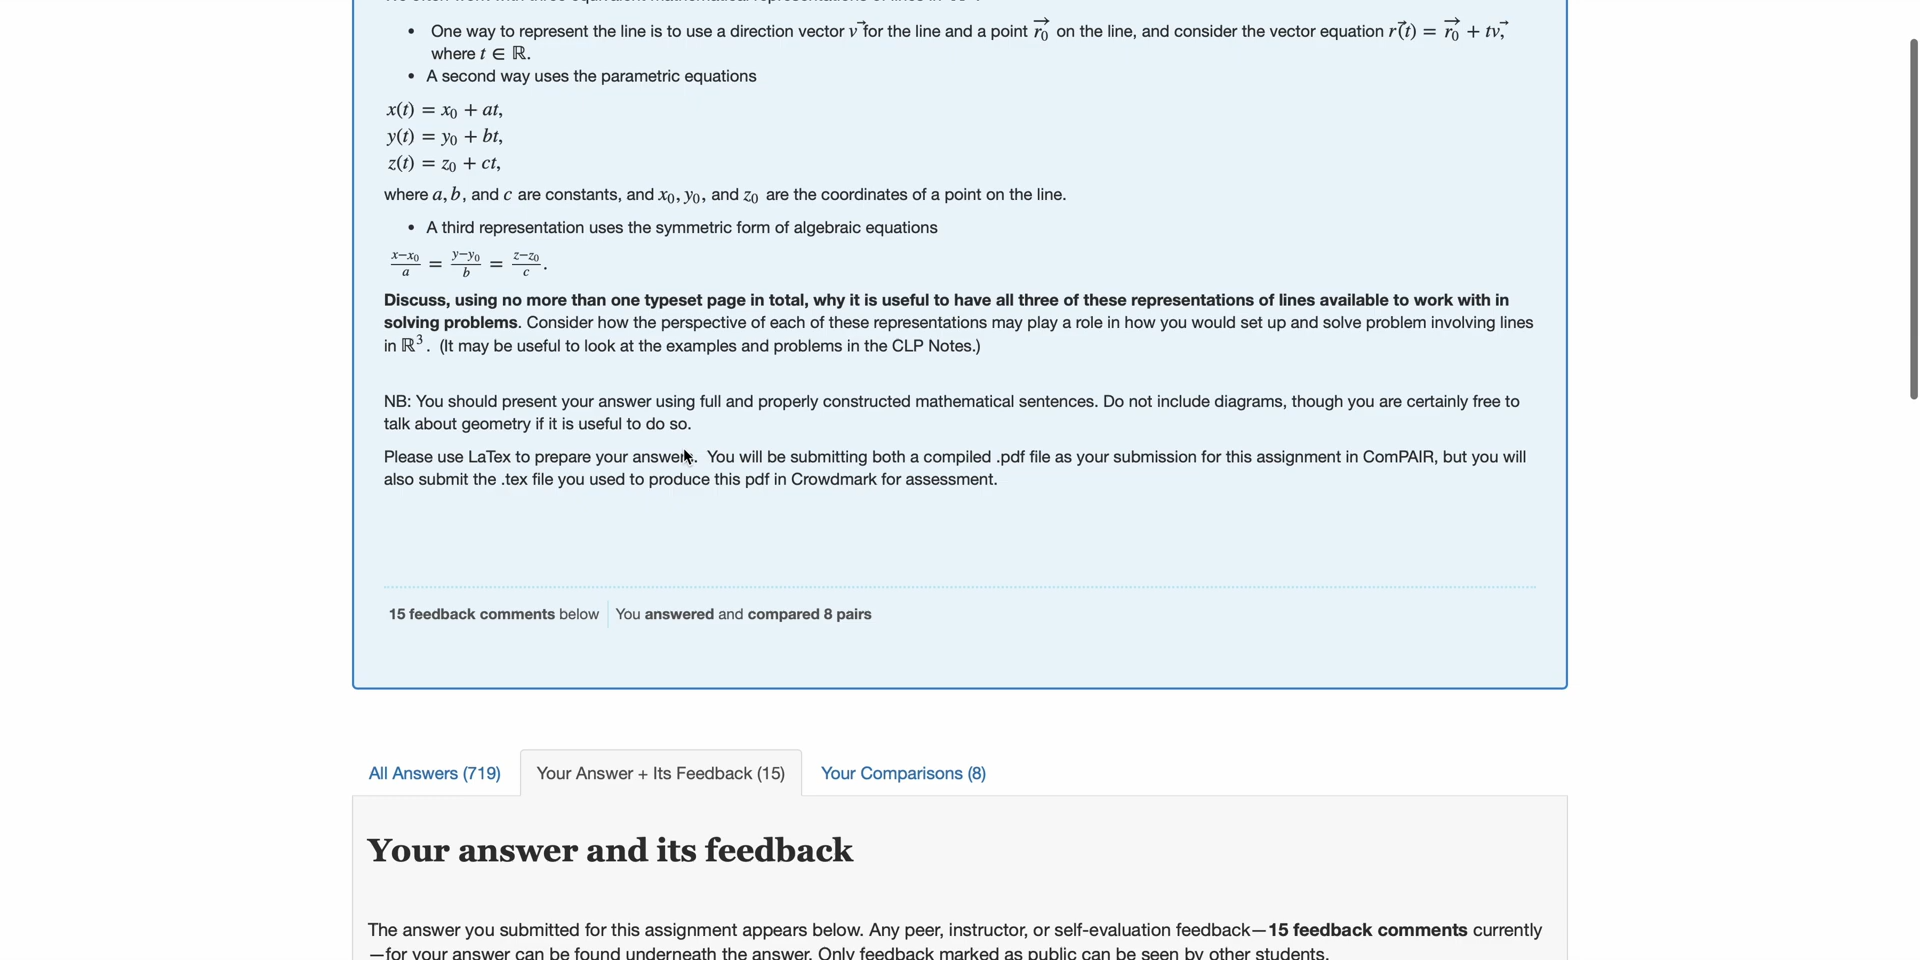 • One way to represent the line is to use a direction vector v⃗ for the line and a point r₀⃗ on the line, and consider the vector equation r⃗(t) = r₀⃗ + tv⃗,
where t ∈ ℝ.
• A second way uses the parametric equations
x(t) = x₀ + at,
y(t) = y₀ + bt,
z(t) = z₀ + ct,
where a, b, and c are constants, and x₀, y₀, and z₀ are the coordinates of a point on the line.
• A third representation uses the symmetric form of algebraic equations
x−x₀/a = y−y₀/b = z−z₀/c.
Discuss, using no more than one typeset page in total, why it is useful to have all three of these representations of lines available to work with in
solving problems. Consider how the perspective of each of these representations may play a role in how you would set up and solve problem involving lines
in ℝ³. (It may be useful to look at the examples and problems in the CLP Notes.)
NB: You should present your answer using full and properly constructed mathematical sentences. Do not include diagrams, though you are certainly free to
talk about geometry if it is useful to do so.
Please use LaTex to prepare your answers. You will be submitting both a compiled .pdf file as your submission for this assignment in ComPAIR, but you will
also submit the .tex file you used to produce this pdf in Crowdmark for assessment.
15 feedback comments below You answered and compared 8 pairs
All Answers (719) Your Answer + Its Feedback (15) Your Comparisons (8)
Your answer and its feedback
The answer you submitted for this assignment appears below. Any peer, instructor, or self-evaluation feedback—15 feedback comments currently
—for your answer can be found underneath the answer. Only feedback marked as public can be seen by other students.